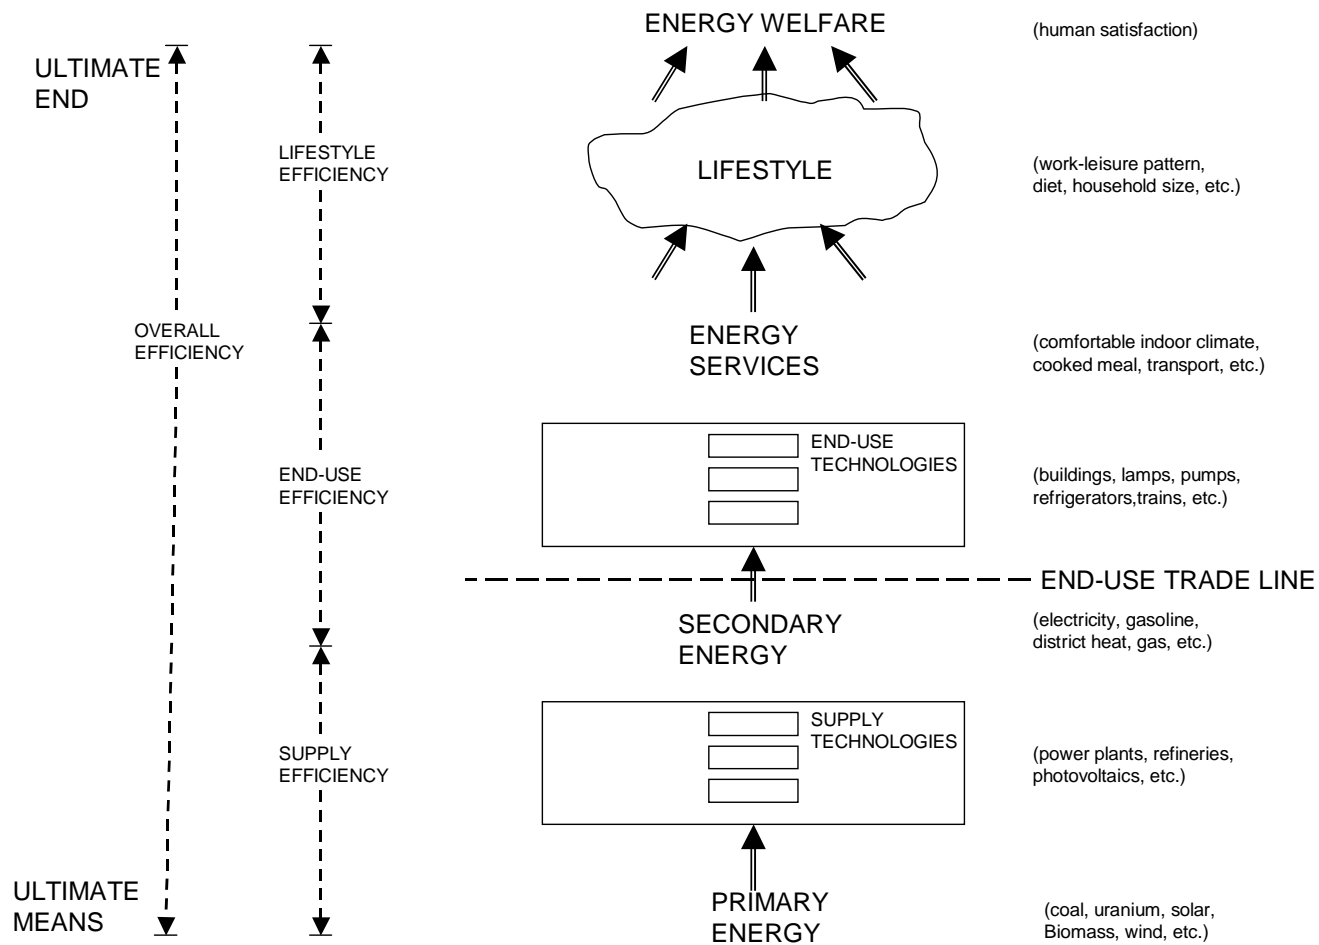 ENERGY WELFARE
(human satisfaction)
ULTIMATE
END
LIFESTYLE
EFFICIENCY
LIFESTYLE
(work-leisure pattern,
diet, household size, etc.)
OVERALL
EFFICIENCY
ENERGY
SERVICES
(comfortable indoor climate,
cooked meal, transport, etc.)
END-USE
EFFICIENCY
END-USE
TECHNOLOGIES
(buildings, lamps, pumps,
refrigerators,trains, etc.)
END-USE TRADE LINE
SECONDARY
ENERGY
(electricity, gasoline,
district heat, gas, etc.)
SUPPLY
EFFICIENCY
SUPPLY
TECHNOLOGIES
(power plants, refineries,
photovoltaics, etc.)
ULTIMATE
MEANS
PRIMARY
ENERGY
(coal, uranium, solar,
Biomass, wind, etc.)